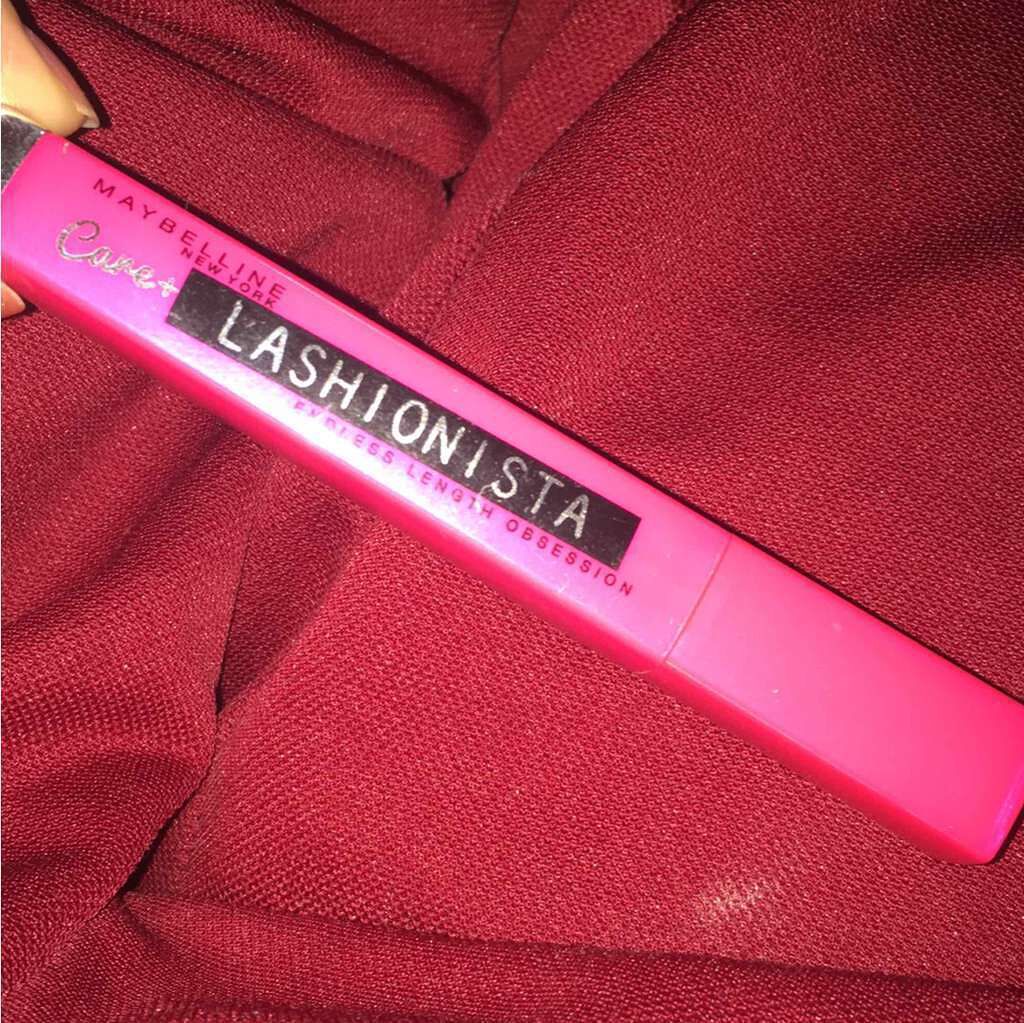 MAYBELLINE
NEW YORK
Care+
LASHIONISTA
ENDLESS LENGTH OBSESSION